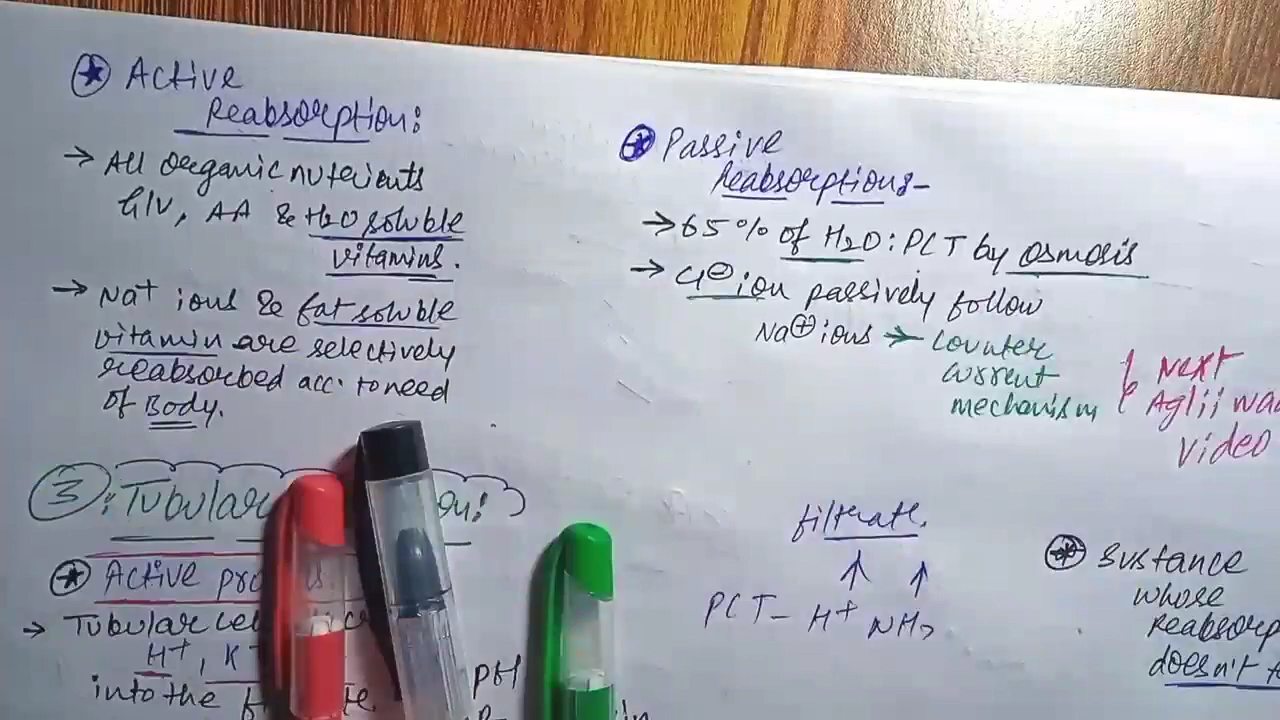 Active
Reabsorption:
→ All organic nutrients
Glu, AA & H2O soluble
vitamins.
→ Na+ ions & fat soluble
vitamin are selectively
reabsorbed acc. to need
of Body.
Passive
Reabsorption:-
→ 65% of H2O: PCT by osmosis
→ Cl⊖ ion passively follow
Na⊕ ions → Counter
current
mechanism
Next
Aglii
Video
③: Tubular
Active
→ Tubular
H+, K+
into the
pH
filtrate.
↑ ↑
PCT - H+ NH3
Sustance
whose
Reabsorp
doesn't